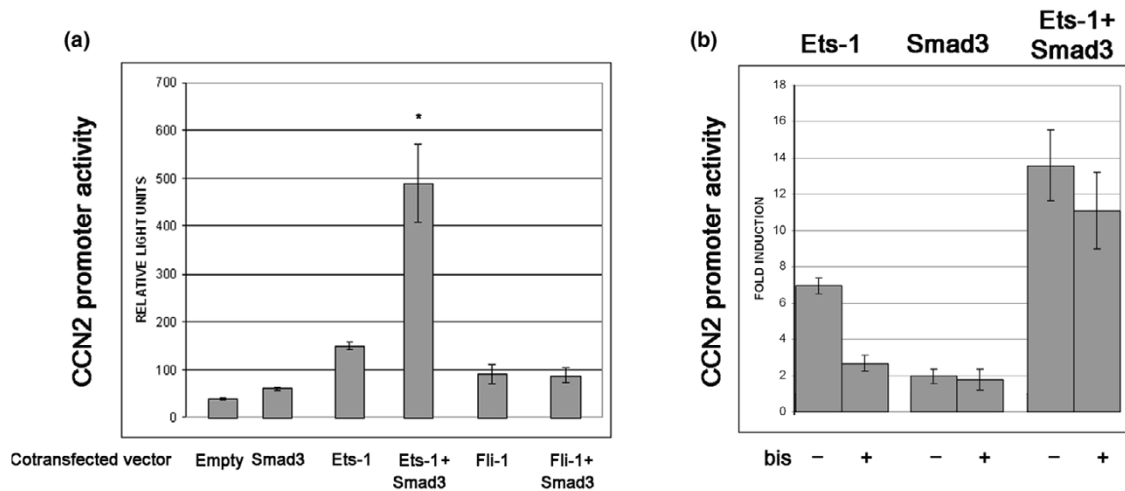 (a)
CCN2 promoter activity
RELATIVE LIGHT UNITS
700
600
500
400
300
200
100
0
*
Cotransfected vector Empty Smad3 Ets-1 Ets-1+ Fli-1 Fli-1+
Smad3 Smad3
(b)
Ets-1 Smad3 Ets-1+
Smad3
CCN2 promoter activity
FOLD INDUCTION
18
16
14
12
10
8
6
4
2
0
bis – + – + – +